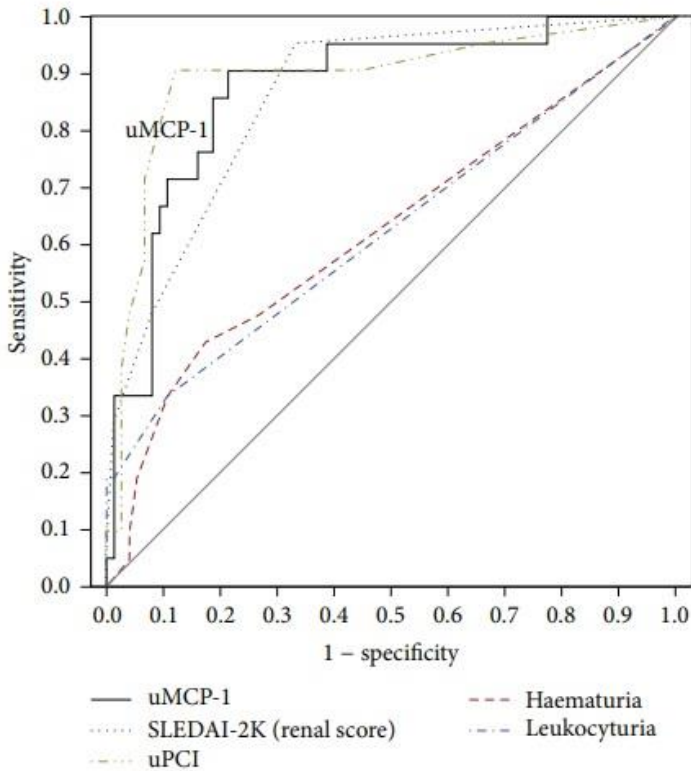 1.0
0.9
0.8
0.7
0.6
0.5
0.4
0.3
0.2
0.1
0.0
Sensitivity
uMCP-1
0.0 0.1 0.2 0.3 0.4 0.5 0.6 0.7 0.8 0.9 1.0
1 − specificity
uMCP-1
SLEDAI-2K (renal score)
uPCI
Haematuria
Leukocyturia